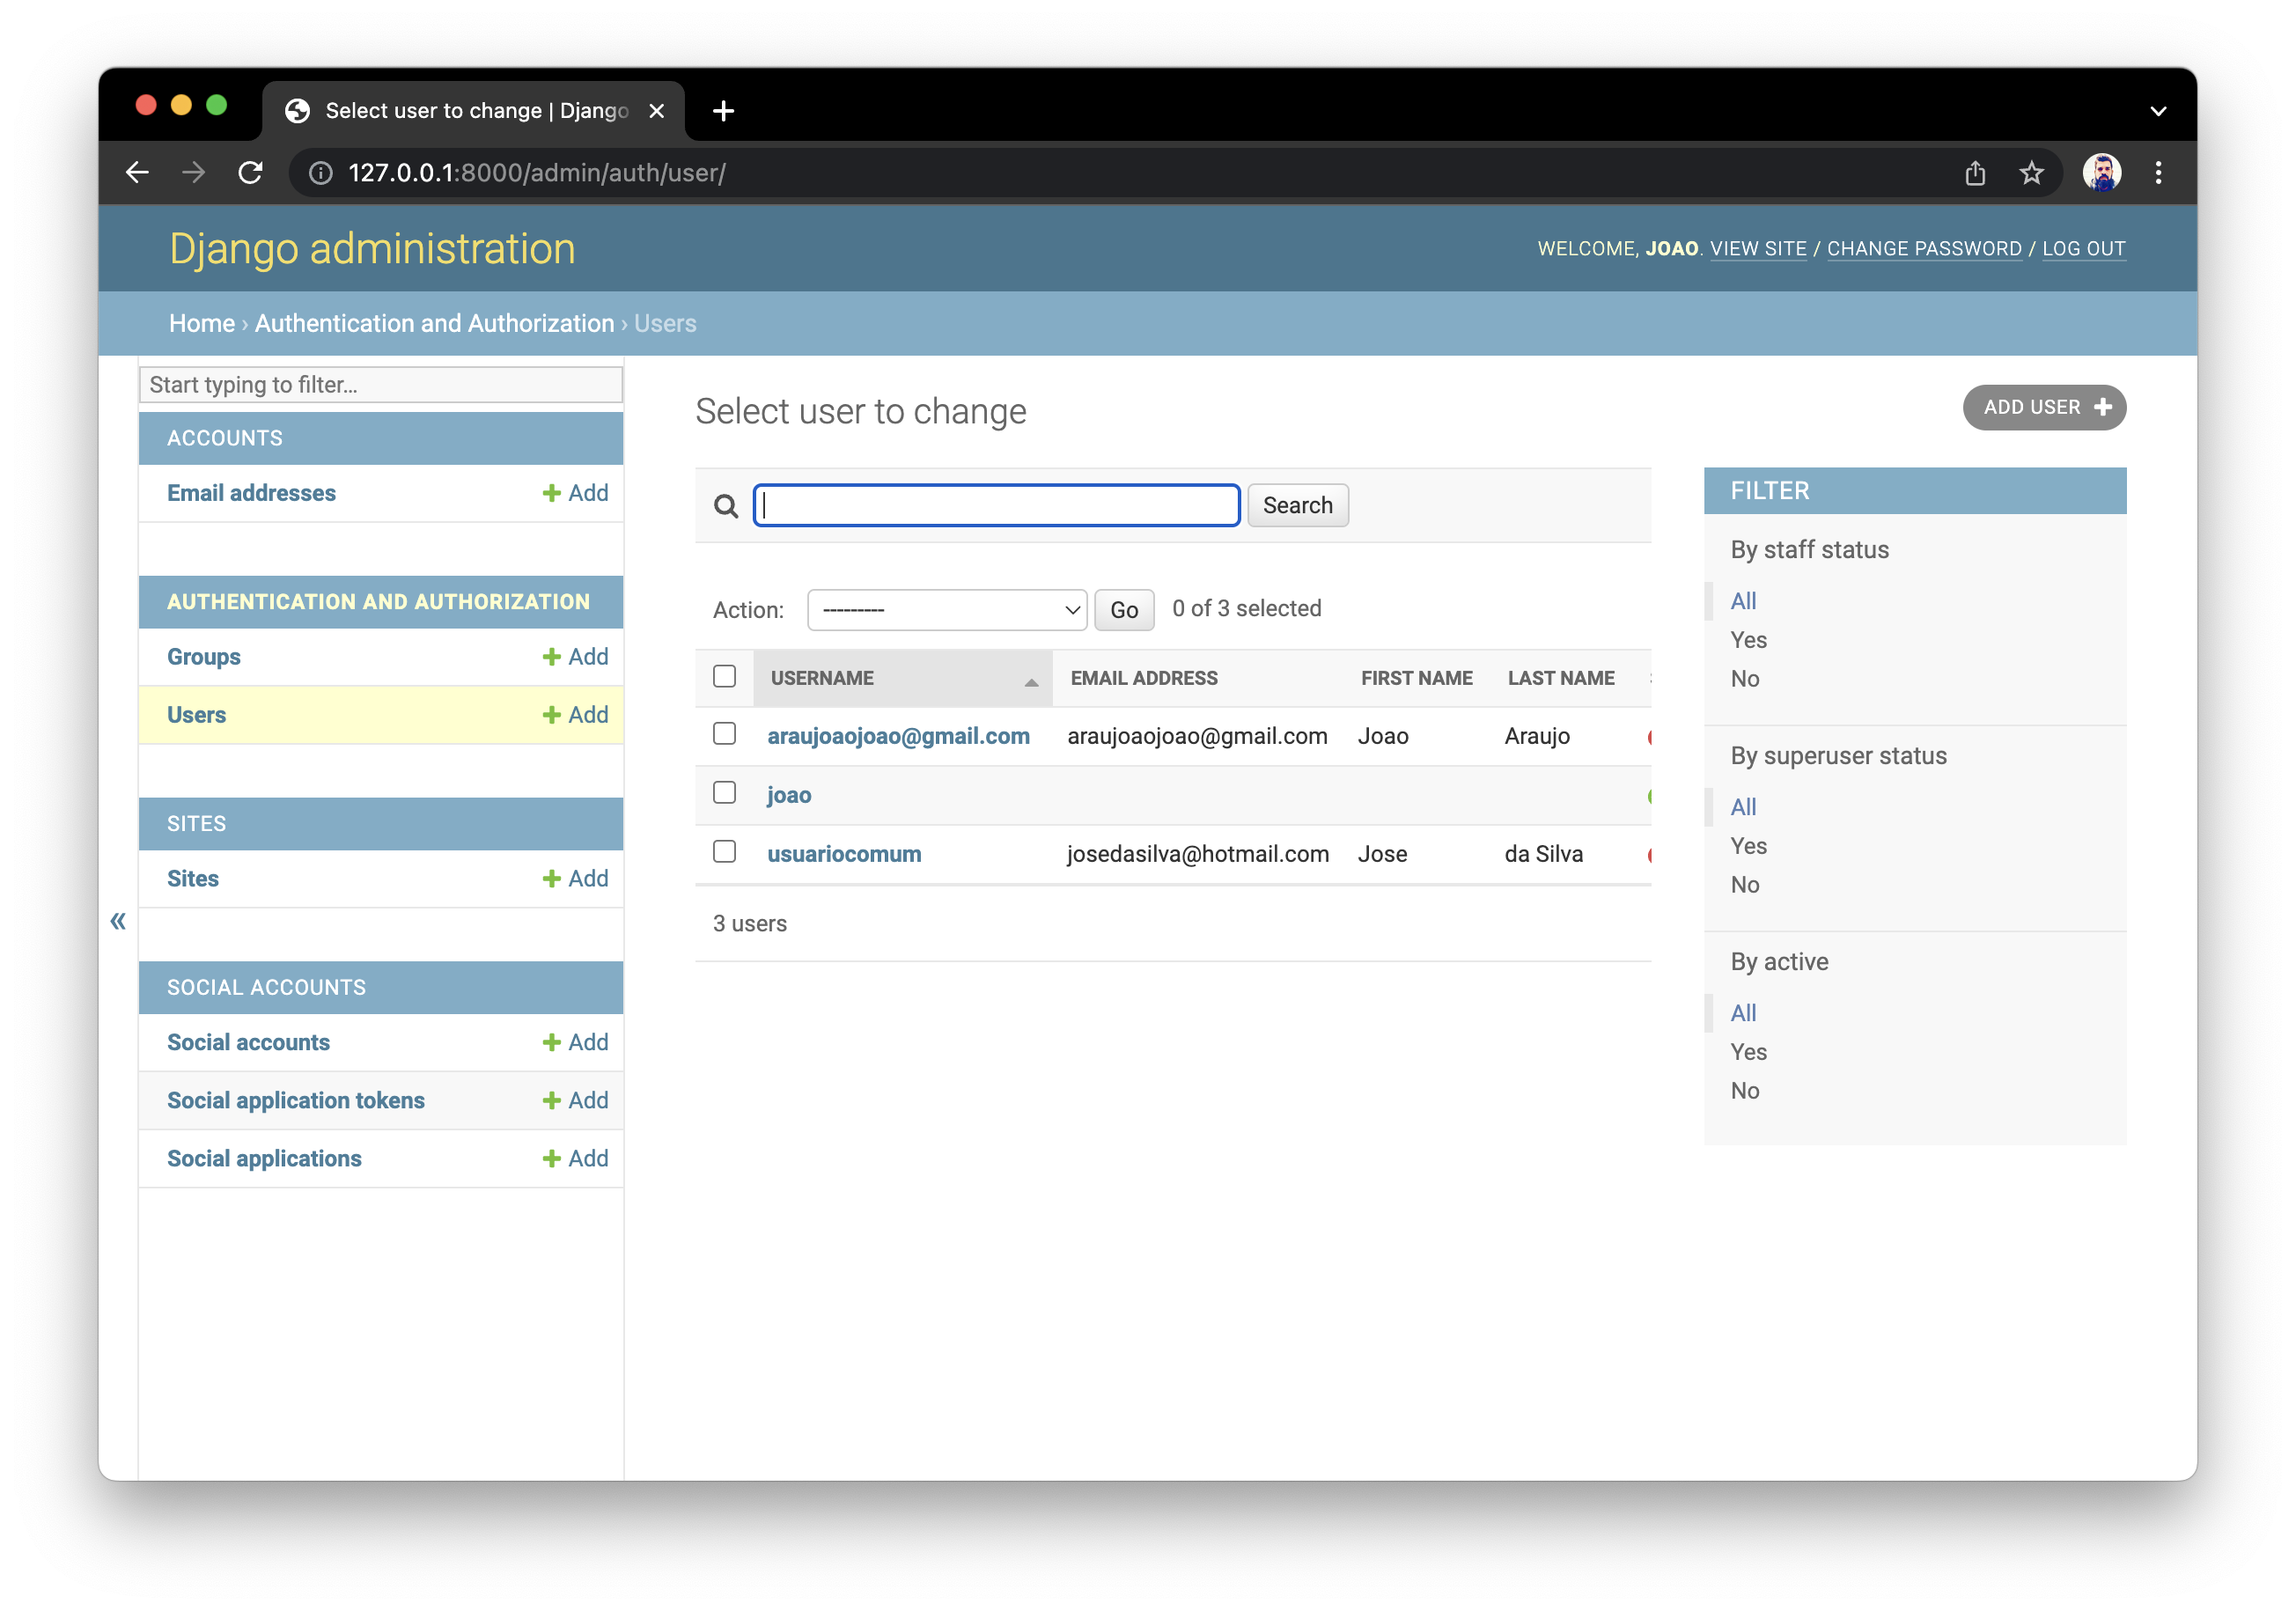 Select user to change | Django
127.0.0.1:8000/admin/auth/user/
Django administration
WELCOME, JOAO. VIEW SITE / CHANGE PASSWORD / LOG OUT
Home › Authentication and Authorization › Users
Start typing to filter...
ACCOUNTS
Email addresses Add
AUTHENTICATION AND AUTHORIZATION
Groups Add
Users Add
SITES
Sites Add
«
SOCIAL ACCOUNTS
Social accounts Add
Social application tokens Add
Social applications Add
Select user to change
ADD USER
Search
Action: --------- Go 0 of 3 selected
USERNAME EMAIL ADDRESS FIRST NAME LAST NAME
araujoaojoao@gmail.com araujoaojoao@gmail.com Joao Araujo
joao
usuariocomum josedasilva@hotmail.com Jose da Silva
3 users
FILTER
By staff status
All
Yes
No
By superuser status
All
Yes
No
By active
All
Yes
No